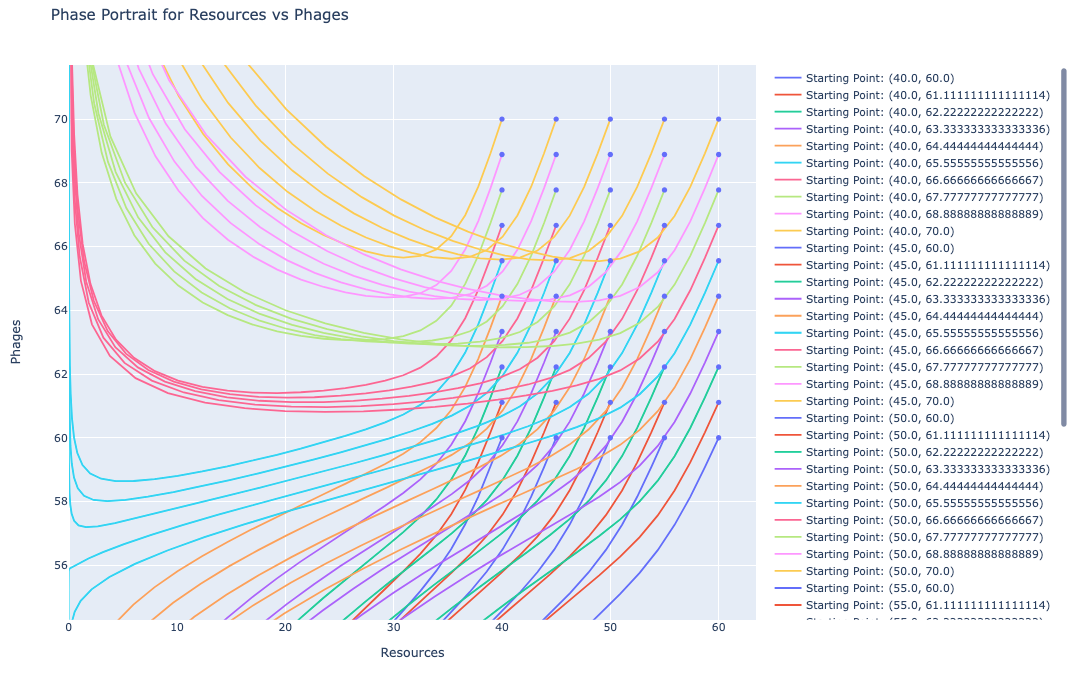 Phase Portrait for Resources vs Phages
70
68
66
64
62
60
58
56
Phages
0
10
20
30
40
50
60
Resources
Starting Point: (40.0, 60.0)
Starting Point: (40.0, 61.111111111111114)
Starting Point: (40.0, 62.22222222222222)
Starting Point: (40.0, 63.333333333333336)
Starting Point: (40.0, 64.44444444444444)
Starting Point: (40.0, 65.55555555555556)
Starting Point: (40.0, 66.66666666666667)
Starting Point: (40.0, 67.77777777777777)
Starting Point: (40.0, 68.88888888888889)
Starting Point: (40.0, 70.0)
Starting Point: (45.0, 60.0)
Starting Point: (45.0, 61.111111111111114)
Starting Point: (45.0, 62.22222222222222)
Starting Point: (45.0, 63.333333333333336)
Starting Point: (45.0, 64.44444444444444)
Starting Point: (45.0, 65.55555555555556)
Starting Point: (45.0, 66.66666666666667)
Starting Point: (45.0, 67.77777777777777)
Starting Point: (45.0, 68.88888888888889)
Starting Point: (45.0, 70.0)
Starting Point: (50.0, 60.0)
Starting Point: (50.0, 61.111111111111114)
Starting Point: (50.0, 62.22222222222222)
Starting Point: (50.0, 63.333333333333336)
Starting Point: (50.0, 64.44444444444444)
Starting Point: (50.0, 65.55555555555556)
Starting Point: (50.0, 66.66666666666667)
Starting Point: (50.0, 67.77777777777777)
Starting Point: (50.0, 68.88888888888889)
Starting Point: (50.0, 70.0)
Starting Point: (55.0, 60.0)
Starting Point: (55.0, 61.111111111111114)